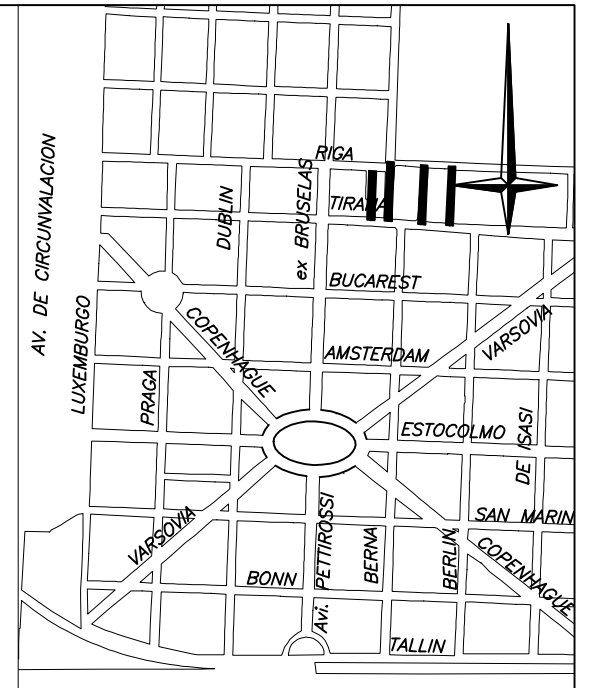 RIGA
TIRANA
AV. DE CIRCUNVALACION
DUBLIN
ex BRUSELAS
BUCAREST
LUXEMBURGO
COPENHAGUE
VARSOVIA
AMSTERDAM
PRAGA
ESTOCOLMO
DE ISASI
SAN MARIN
VARSOVIA
Avi. PETTIROSSI
BERNA
BERLIN
COPENHAGUE
BONN
TALLIN